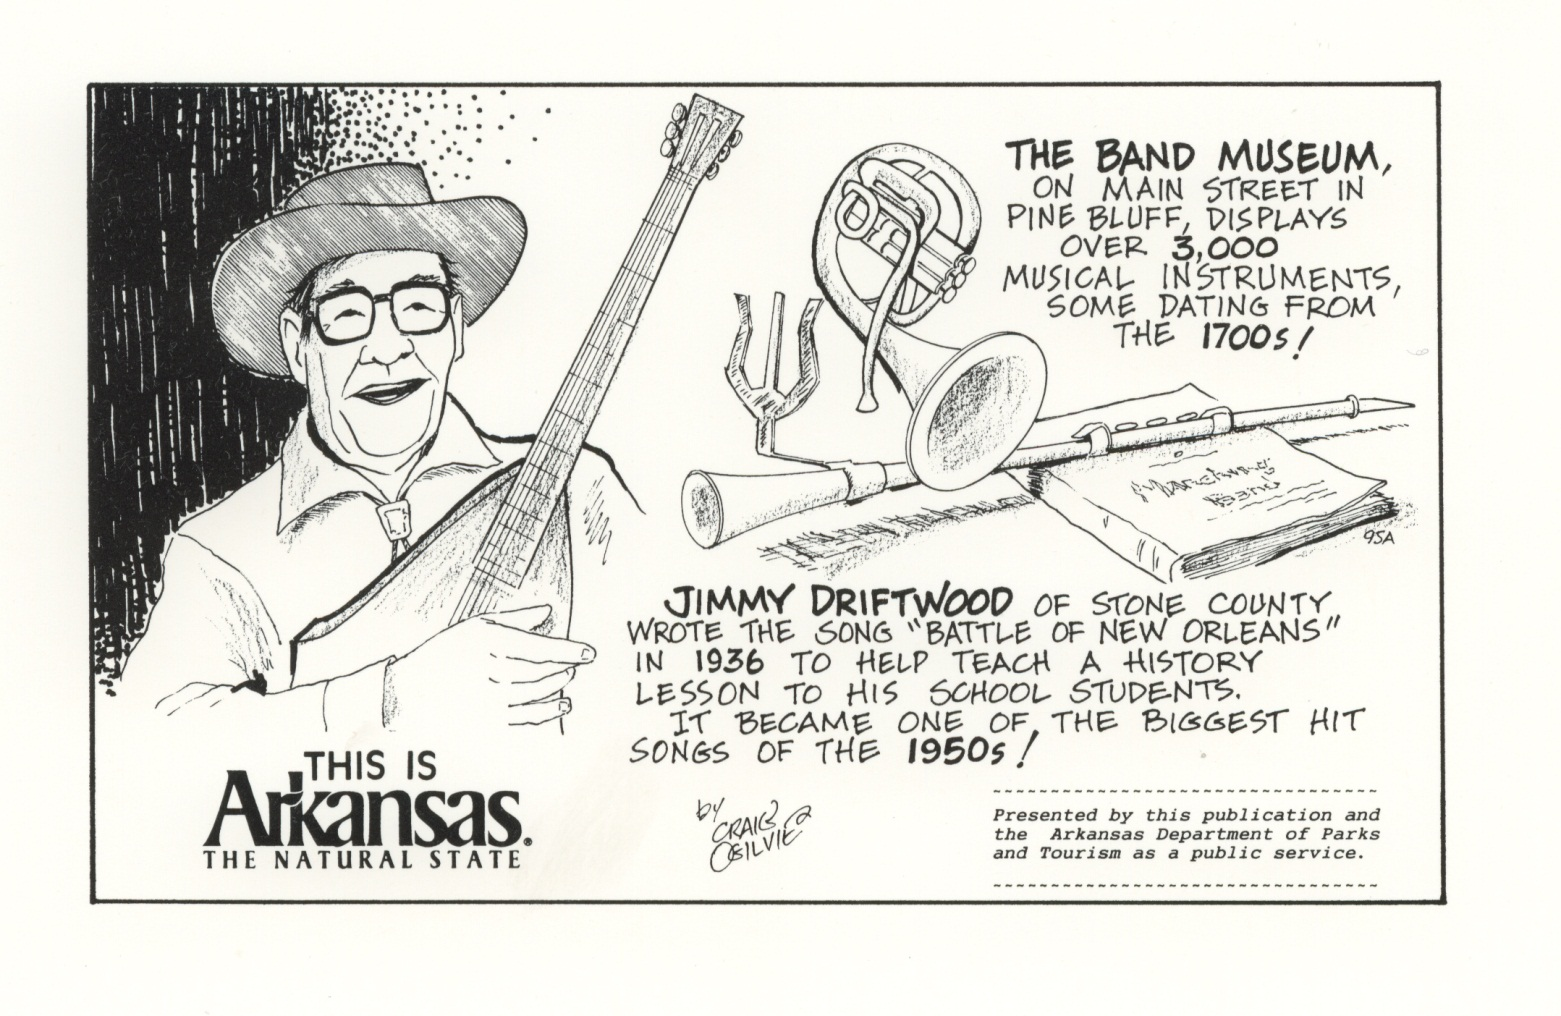 THE BAND MUSEUM,
ON MAIN STREET IN
PINE BLUFF, DISPLAYS
OVER 3,000
MUSICAL INSTRUMENTS,
SOME DATING FROM
THE 1700s!
Marching
Band
95A
JIMMY DRIFTWOOD OF STONE COUNTY
WROTE THE SONG "BATTLE OF NEW ORLEANS"
IN 1936 TO HELP TEACH A HISTORY
LESSON TO HIS SCHOOL STUDENTS.
IT BECAME ONE OF THE BIGGEST HIT
SONGS OF THE 1950s!
THIS IS
Arkansas.
THE NATURAL STATE
by
CRAIG
OGILVIE
Presented by this publication and
the Arkansas Department of Parks
and Tourism as a public service.